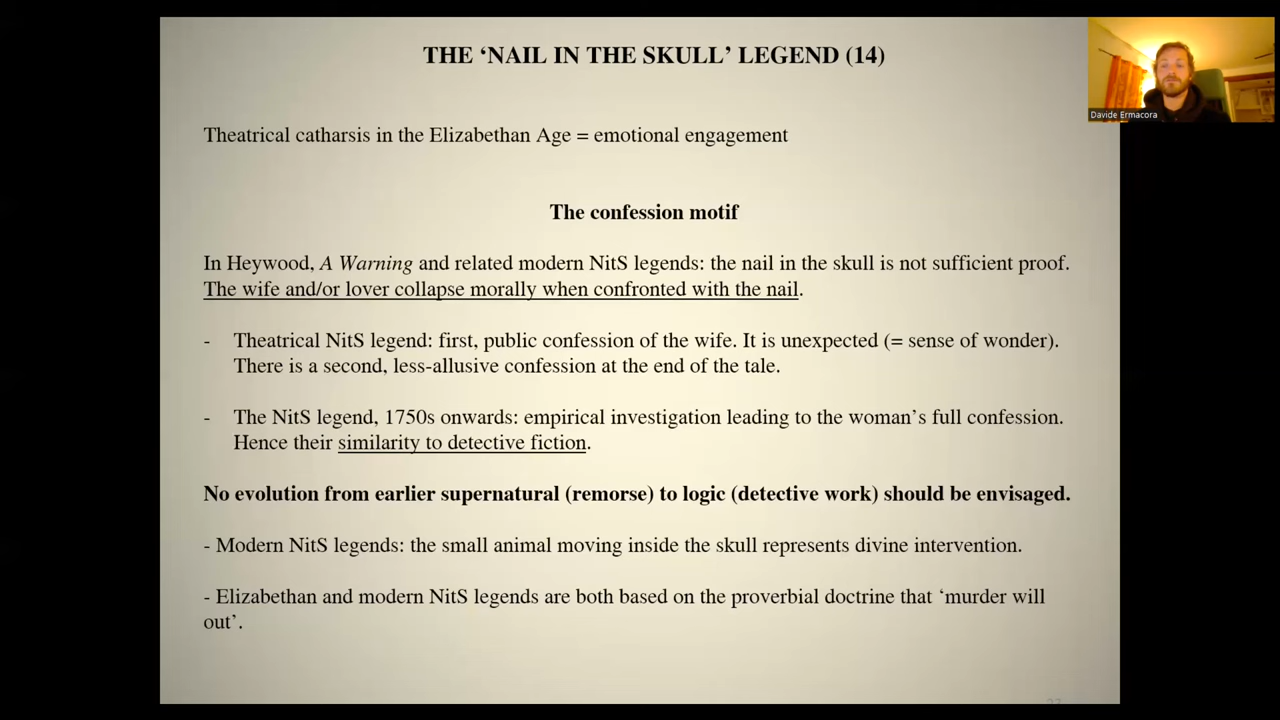 THE ‘NAIL IN THE SKULL’ LEGEND (14)
Davide Ermacora
Theatrical catharsis in the Elizabethan Age = emotional engagement
The confession motif
In Heywood, A Warning and related modern NitS legends: the nail in the skull is not sufficient proof.
The wife and/or lover collapse morally when confronted with the nail.
- Theatrical NitS legend: first, public confession of the wife. It is unexpected (= sense of wonder).
There is a second, less-allusive confession at the end of the tale.
- The NitS legend, 1750s onwards: empirical investigation leading to the woman’s full confession.
Hence their similarity to detective fiction.
No evolution from earlier supernatural (remorse) to logic (detective work) should be envisaged.
- Modern NitS legends: the small animal moving inside the skull represents divine intervention.
- Elizabethan and modern NitS legends are both based on the proverbial doctrine that ‘murder will
out’.